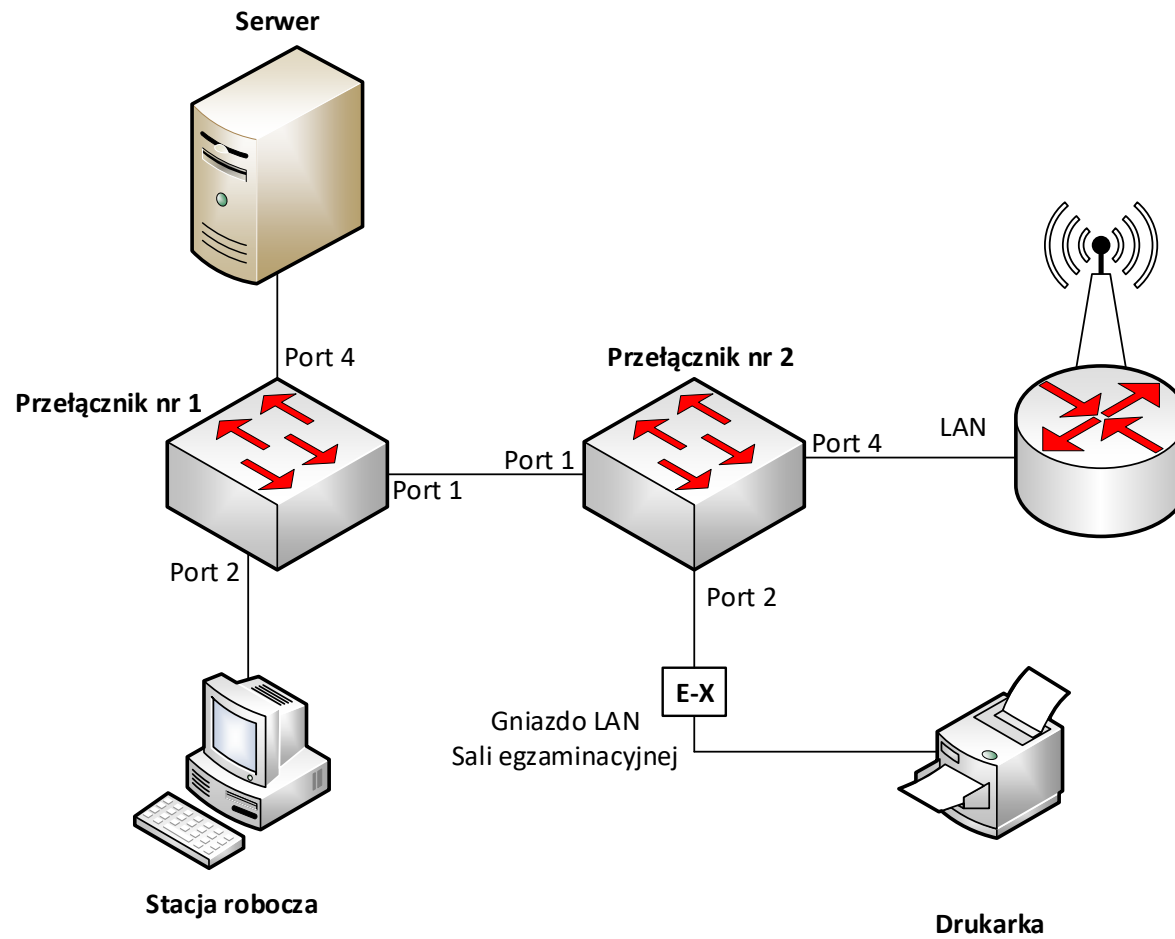 Serwer
Port 4
Przełącznik nr 1
Port 1
Port 2
Przełącznik nr 2
Port 1
Port 4
LAN
Port 2
E-X
Gniazdo LAN
Sali egzaminacyjnej
Stacja robocza
Drukarka